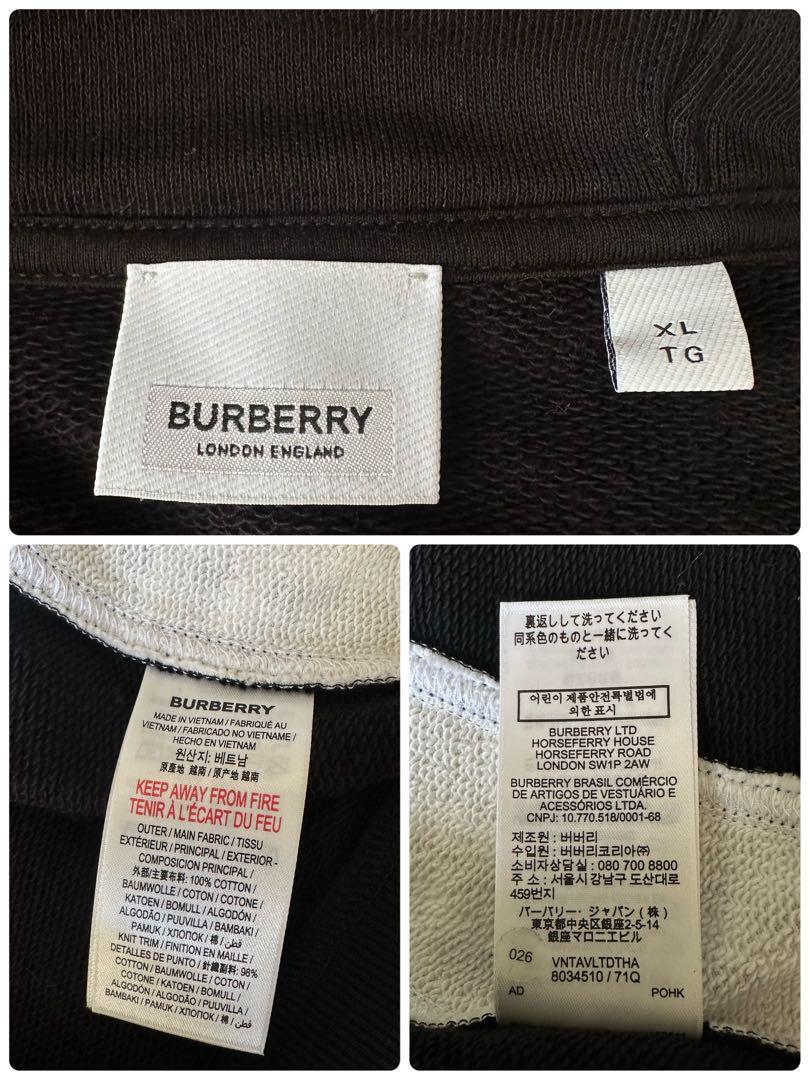 BURBERRY
LONDON ENGLAND
XL
TG
BURBERRY
MADE IN VIETNAM / FABRIQUÉ AU
VIETNAM / FABRICADO NO VIETNAME /
HECHO EN VIETNAM
원산지: 베트남
原產地 越南 / 原产地 越南
KEEP AWAY FROM FIRE
TENIR À L'ÉCART DU FEU
OUTER / MAIN FABRIC / TISSU
EXTÉRIEUR / PRINCIPAL / EXTERIOR -
COMPOSICION PRINCIPAL /
外部/主要布料: 100% COTTON /
BAUMWOLLE / COTON / COTONE /
KATOEN / BOMULL / ALGODÓN /
ALGODÃO / PUUVILLA / BAMBAKI /
PAMUK / ХЛОПОК / 棉 / قطن /
KNIT TRIM / FINITION EN MAILLE /
DETALLES DE PUNTO / 針織副料: 98%
COTTON / BAUMWOLLE / COTON /
COTONE / KATOEN / BOMULL /
ALGODÓN / ALGODÃO / PUUVILLA /
BAMBAKI / PAMUK / ХЛОПОК / 棉 / قطن /
裏返しして洗ってください
同系色のものと一緒に洗ってく
ださい
어린이 제품안전특별법에
의한 표시
BURBERRY LTD
HORSEFERRY HOUSE
HORSEFERRY ROAD
LONDON SW1P 2AW
BURBERRY BRASIL COMÉRCIO
DE ARTIGOS DE VESTUÁRIO E
ACESSÓRIOS LTDA.
CNPJ: 10.770.518/0001-68
제조원 : 버버리
수입원 : 버버리코리아㈜
소비자상담실 : 080 700 8800
주 소 : 서울시 강남구 도산대로
459번지
バーバリー・ジャパン（株）
東京都中央区銀座2-5-14
銀座マロニエビル
026
VNTAVLTDTHA
8034510 / 71Q
AD
POHK